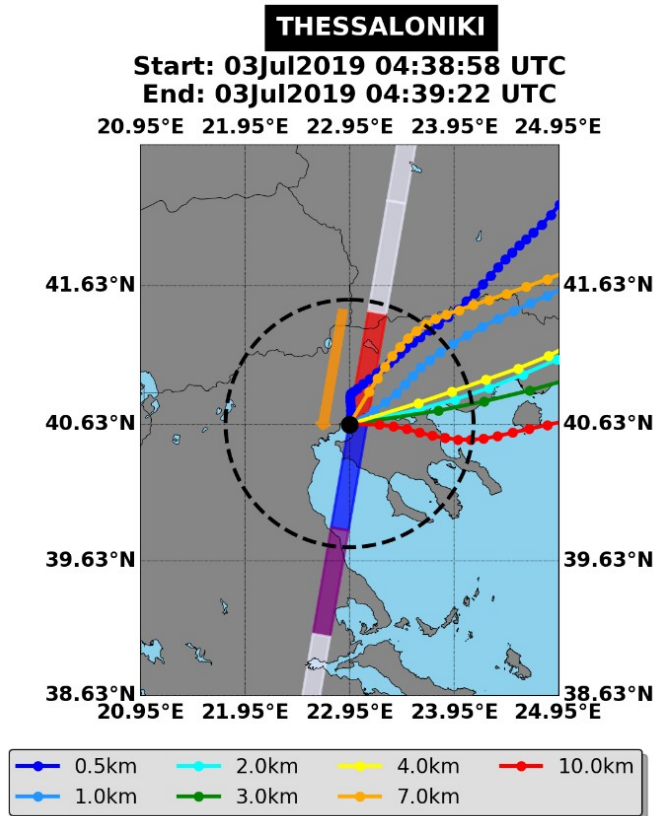 THESSALONIKI
Start: 03Jul2019 04:38:58 UTC
End: 03Jul2019 04:39:22 UTC
20.95°E 21.95°E 22.95°E 23.95°E 24.95°E
41.63°N 41.63°N
40.63°N 40.63°N
39.63°N 39.63°N
38.63°N 38.63°N
20.95°E 21.95°E 22.95°E 23.95°E 24.95°E
0.5km 2.0km 4.0km 10.0km
1.0km 3.0km 7.0km